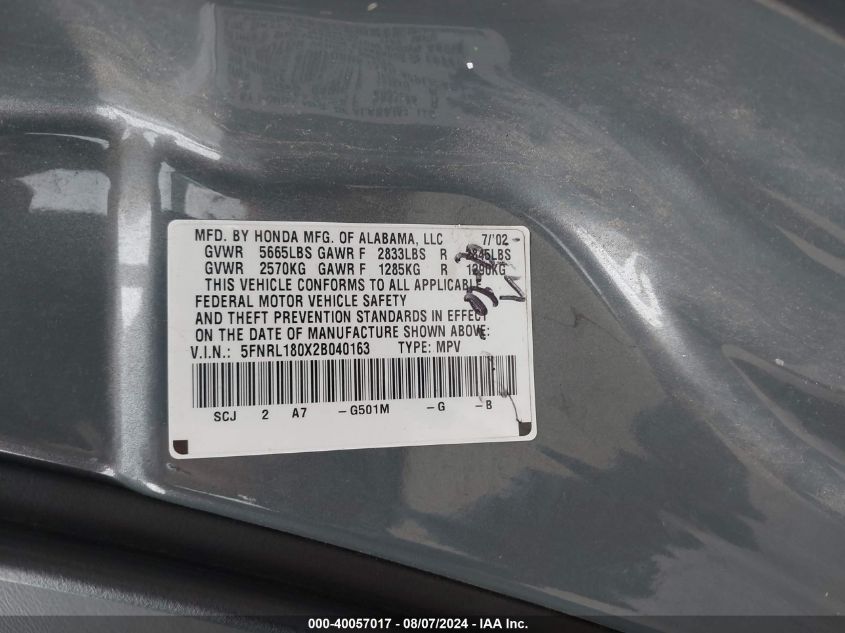 MFD. BY HONDA MFG. OF ALABAMA, LLC 7/'02
GVWR 5665LBS GAWR F 2833LBS R 2845LBS
GVWR 2570KG GAWR F 1285KG R 1290KG
THIS VEHICLE CONFORMS TO ALL APPLICABLE
FEDERAL MOTOR VEHICLE SAFETY
AND THEFT PREVENTION STANDARDS IN EFFECT
ON THE DATE OF MANUFACTURE SHOWN ABOVE:
V.I.N.: 5FNRL180X2B040163 TYPE: MPV
SCJ 2 A7 -G501M -G -B
000-40057017 - 08/07/2024 - IAA Inc.